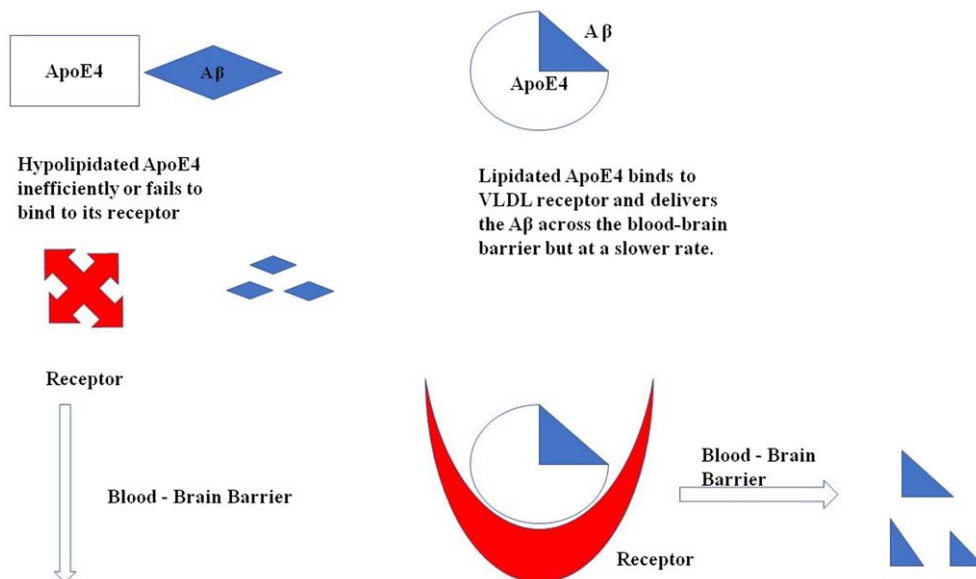 ApoE4
Aβ
Hypolipidated ApoE4
inefficiently or fails to
bind to its receptor
Receptor
Blood - Brain Barrier
Aβ
ApoE4
Lipidated ApoE4 binds to
VLDL receptor and delivers
the Aβ across the blood-brain
barrier but at a slower rate.
Blood - Brain
Barrier
Receptor